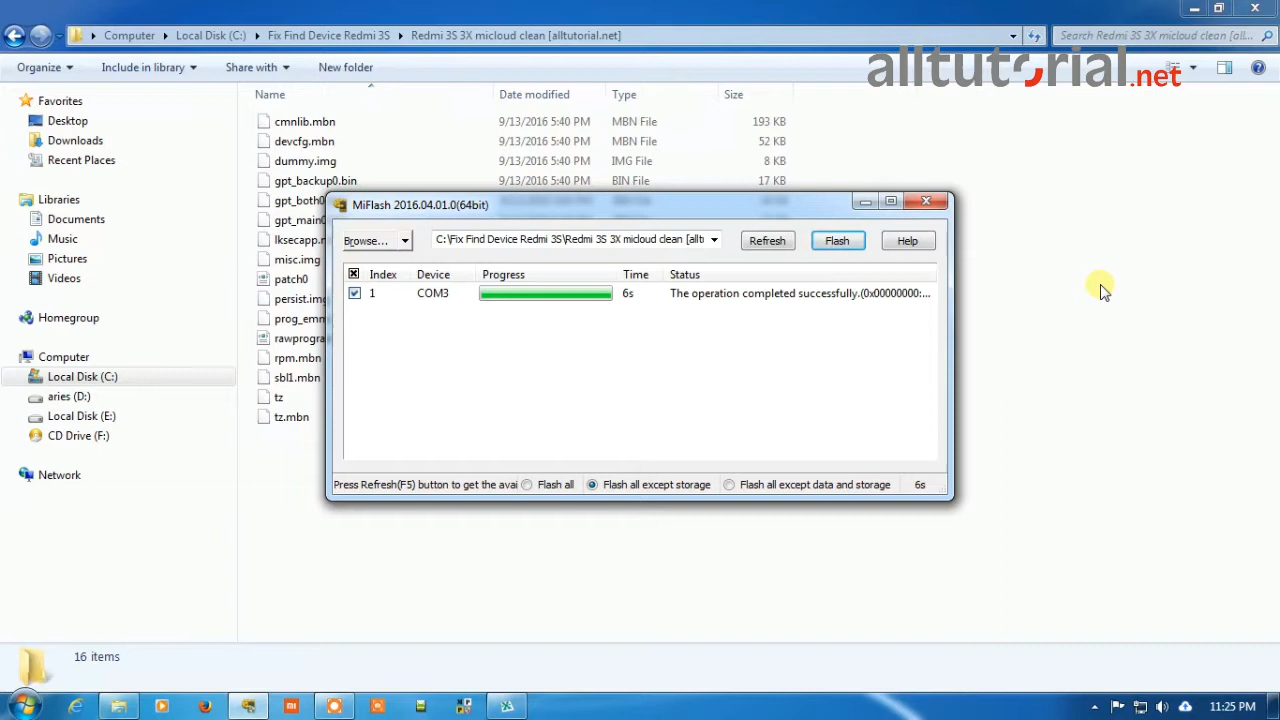 Computer ▸ Local Disk (C:) ▸ Fix Find Device Redmi 3S ▸ Redmi 3S 3X micloud clean [alltutorial.net]
Search Redmi 3S 3X micloud clean [all...
Organize
Include in library
Share with
New folder
alltutorial.net
Favorites
Desktop
Downloads
Recent Places
Libraries
Documents
Music
Pictures
Videos
Homegroup
Computer
Local Disk (C:)
aries (D:)
Local Disk (E:)
CD Drive (F:)
Network
Name Date modified Type Size
cmnlib.mbn 9/13/2016 5:40 PM MBN File 193 KB
devcfg.mbn 9/13/2016 5:40 PM MBN File 52 KB
dummy.img 9/13/2016 5:40 PM IMG File 8 KB
gpt_backup0.bin 9/13/2016 5:40 PM BIN File 17 KB
gpt_both0
gpt_main0
lksecapp.n
misc.img
patch0
persist.img
prog_emm
rawprogra
rpm.mbn
sbl1.mbn
tz
tz.mbn
MiFlash 2016.04.01.0(64bit)
Browse... C:\Fix Find Device Redmi 3S\Redmi 3S 3X micloud clean [allt Refresh Flash Help
Index Device Progress Time Status
1 COM3 6s The operation completed successfully.(0x00000000:...
Press Refresh(F5) button to get the avai Flash all Flash all except storage Flash all except data and storage 6s
16 items
11:25 PM